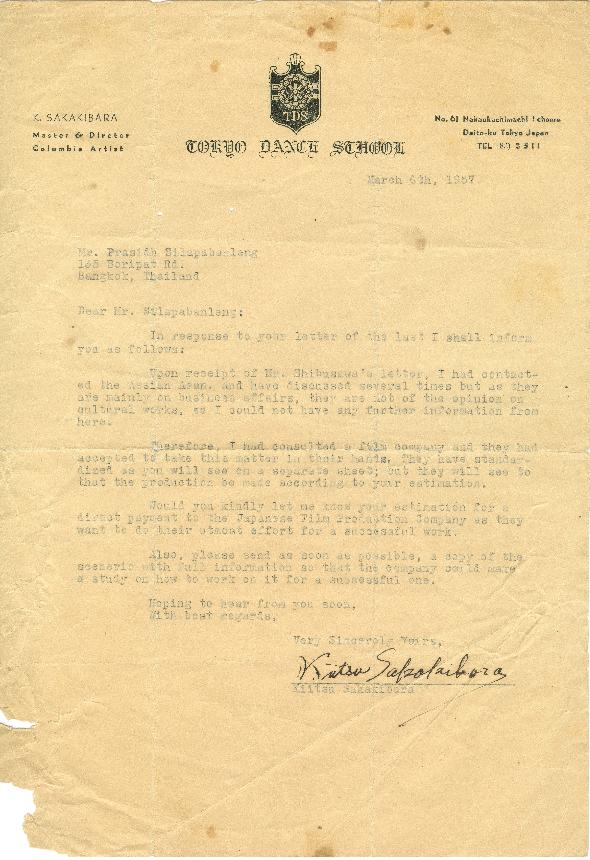 K. SAKAKIBARA
Master & Director
Columbia Artist
TDS
TOKYO DANCE SCHOOL
No. 61 Nakaokachimachi 1 chome
Daito-ku Tokyo Japan
TEL (83) 3511
March 6th, 1957
Mr. Prasidh Silapabanleng
Boripat Rd.
Bangkok, Thailand
Dear Mr. Silapabanleng:
In response to your letter of the last I shall inform
you as follows:
Upon receipt of Mr. Shibusawa's letter, I had contact-
ed the Assian Assn. and have discussed several times but as they
are mainly on business affairs, they are not of the opinion on
cultural works, so I could not have any further information from
here.
Therefore, I had consulted a film company and they had
accepted to take this matter in their hands. They have standar-
dized as you will see on a separate sheet; but they will see to
that the production be made according to your estimation.
Would you kindly let me know your estimation for a
direct payment to the Japanese Film Production Company as they
want to do their utmost effort for a successful work.
Also, please send as soon as possible, a copy of the
scenerio with full information so that the company could make
a study on how to work on it for a successful one.
Hoping to hear from you soon,
With best regards,
Very Sincerely Yours,
Kiitsu Sakakibara
Kiitsu Sakakibara